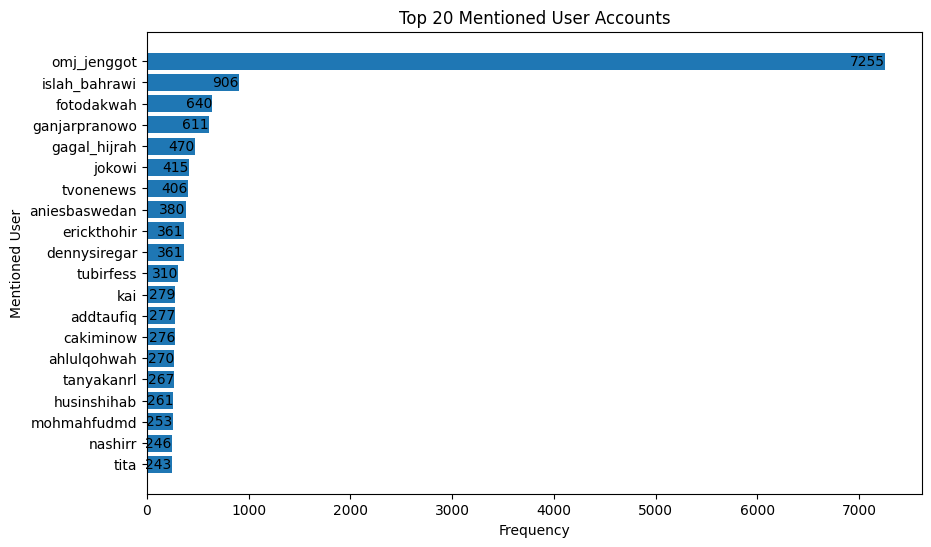 Top 20 Mentioned User Accounts
Mentioned User
omj_jenggot 7255
islah_bahrawi 906
fotodakwah 640
ganjarpranowo 611
gagal_hijrah 470
jokowi 415
tvonenews 406
aniesbaswedan 380
erickthohir 361
dennysiregar 361
tubirfess 310
kai 279
addtaufiq 277
cakiminow 276
ahlulqohwah 270
tanyakanrl 267
husinshihab 261
mohmahfudmd 253
nashirr 246
tita 243
0 1000 2000 3000 4000 5000 6000 7000
Frequency